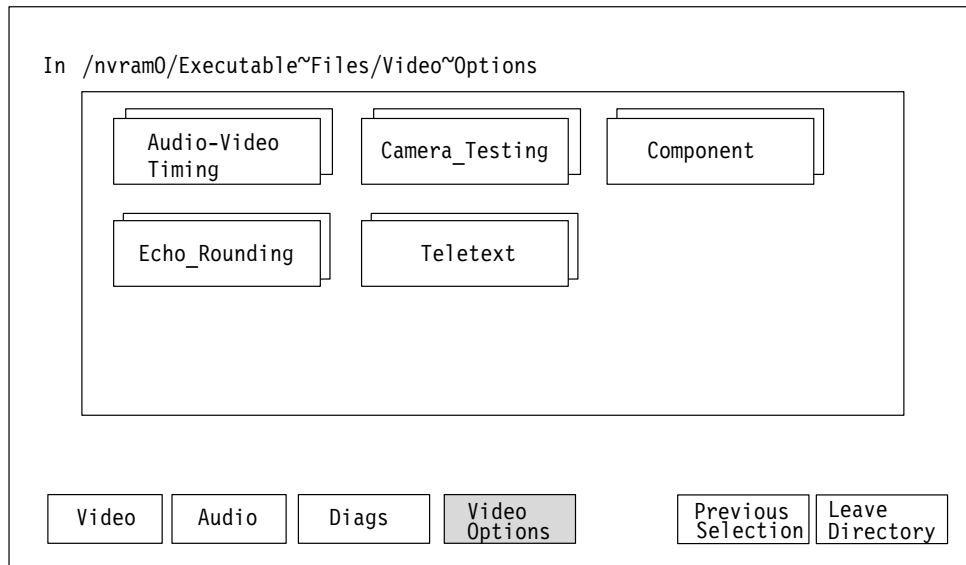 In /nvram0/Executable~Files/Video~Options
Audio-Video
Timing
Camera_Testing
Component
Echo_Rounding
Teletext
Video
Audio
Diags
Video
Options
Previous
Selection
Leave
Directory